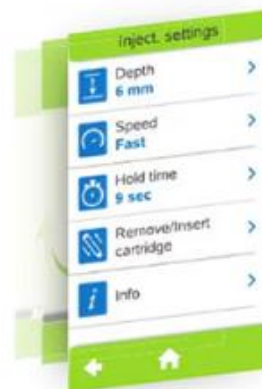 Inject. settings
Depth
6 mm
Speed
Fast
Hold time
9 sec
Remove/Insert
cartridge
Info